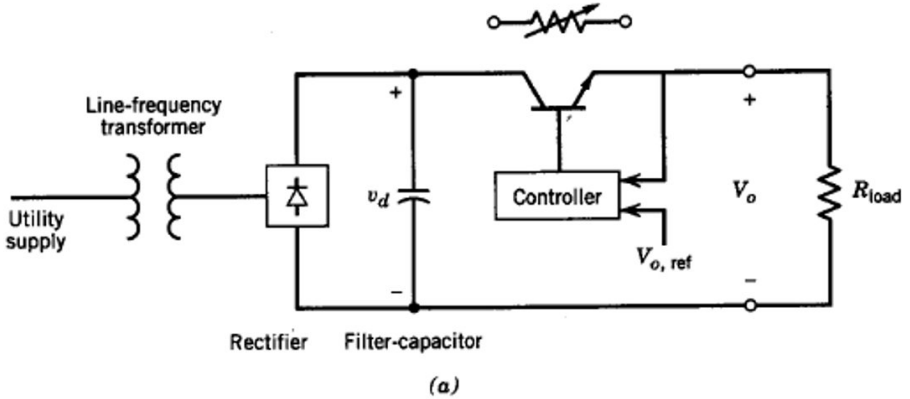 Line-frequency
transformer
Utility
supply
+
v_d
−
Controller
V_o, ref
+
V_o
−
R_load
Rectifier
Filter-capacitor
(a)